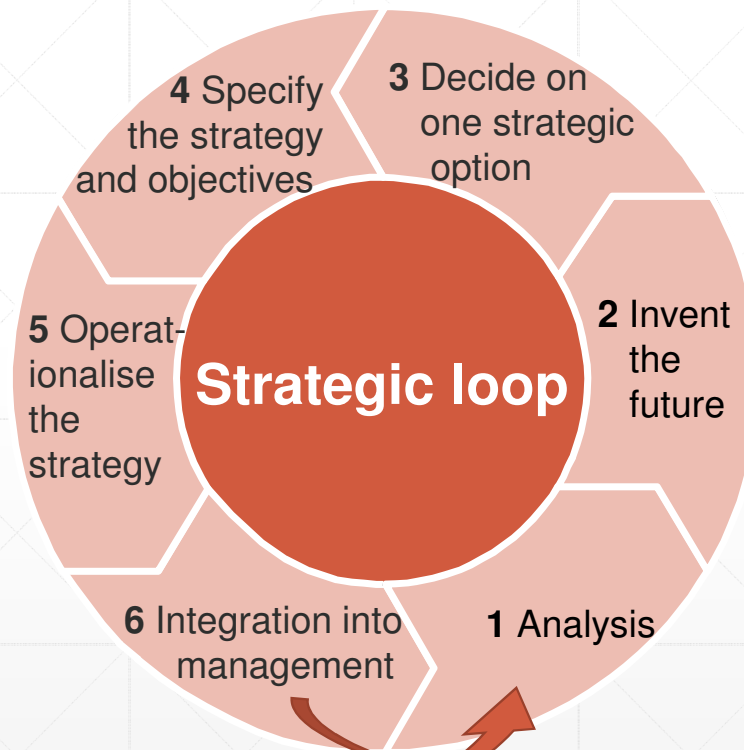 4 Specify
the strategy
and objectives
3 Decide on
one strategic
option
2 Invent
the
future
5 Operat-
ionalise
the
strategy
Strategic loop
6 Integration into
management
1 Analysis